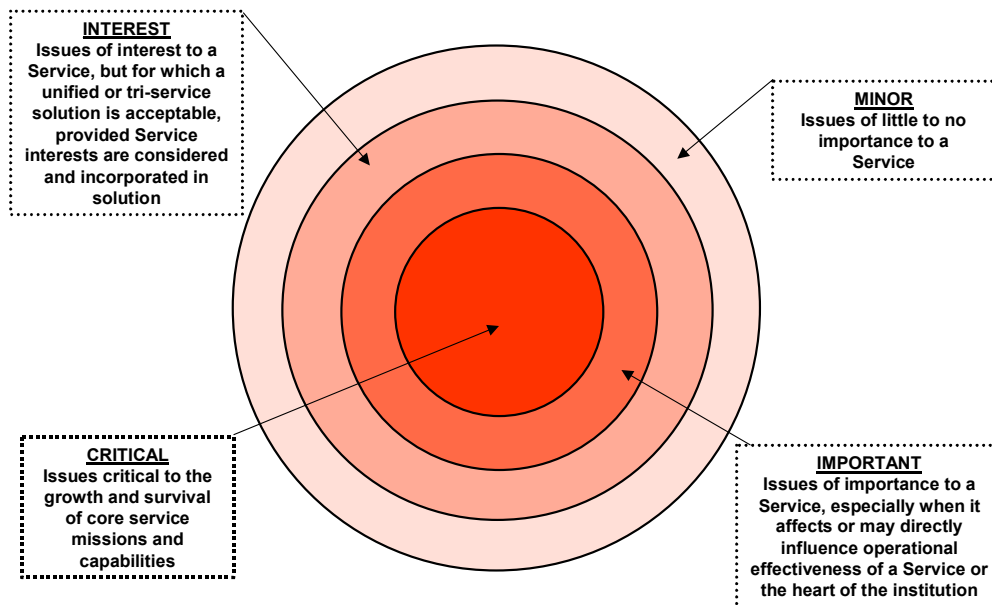 INTEREST
Issues of interest to a
Service, but for which a
unified or tri-service
solution is acceptable,
provided Service
interests are considered
and incorporated in
solution
MINOR
Issues of little to no
importance to a
Service
CRITICAL
Issues critical to the
growth and survival
of core service
missions and
capabilities
IMPORTANT
Issues of importance to a
Service, especially when it
affects or may directly
influence operational
effectiveness of a Service or
the heart of the institution